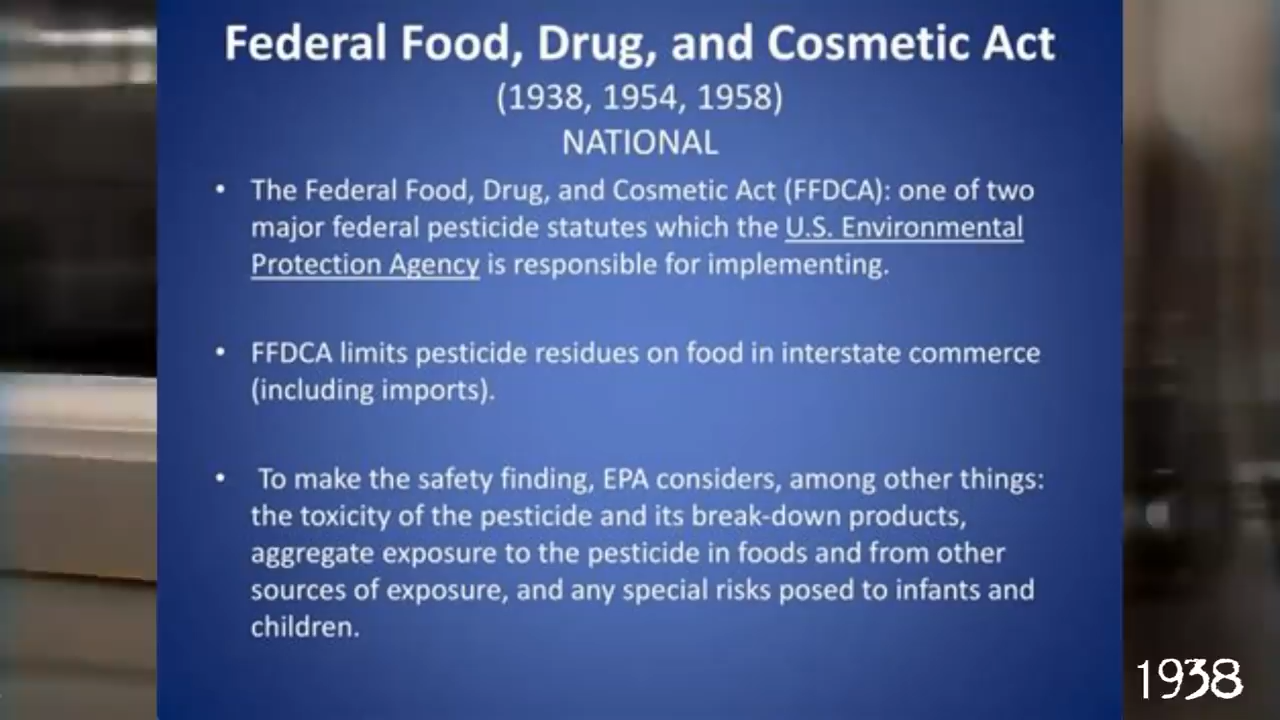 Federal Food, Drug, and Cosmetic Act
(1938, 1954, 1958)
NATIONAL
• The Federal Food, Drug, and Cosmetic Act (FFDCA): one of two
major federal pesticide statutes which the U.S. Environmental
Protection Agency is responsible for implementing.
• FFDCA limits pesticide residues on food in interstate commerce
(including imports).
• To make the safety finding, EPA considers, among other things:
the toxicity of the pesticide and its break-down products,
aggregate exposure to the pesticide in foods and from other
sources of exposure, and any special risks posed to infants and
children.
1938